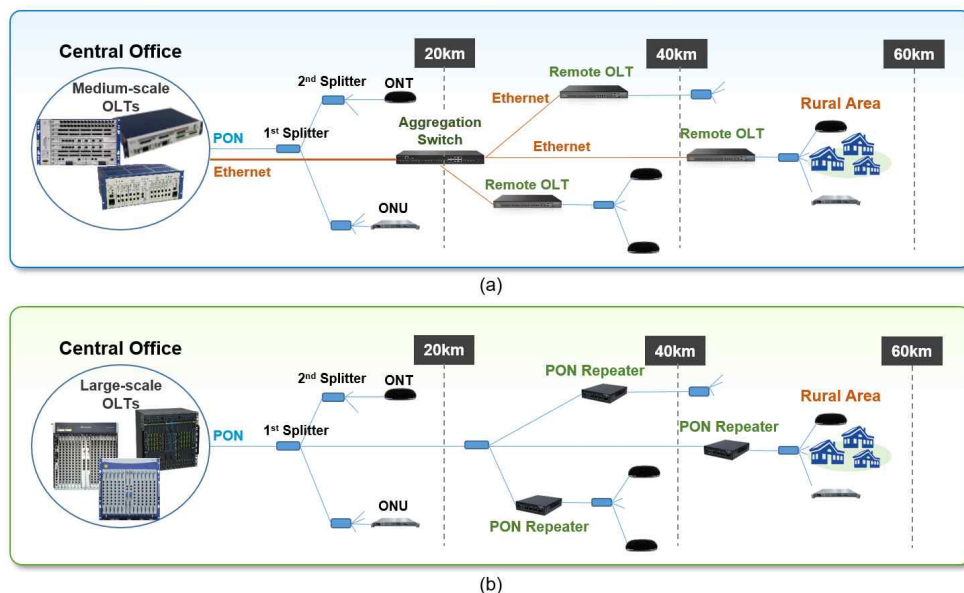 Central Office
20km
40km
60km
Medium-scale
OLTs
2nd Splitter
ONT
Remote OLT
Ethernet
Rural Area
PON
1st Splitter
Aggregation
Switch
Ethernet
Remote OLT
Ethernet
Remote OLT
ONU
(a)
Central Office
20km
40km
60km
Large-scale
OLTs
2nd Splitter
ONT
PON Repeater
Rural Area
PON
1st Splitter
PON Repeater
ONU
PON Repeater
(b)